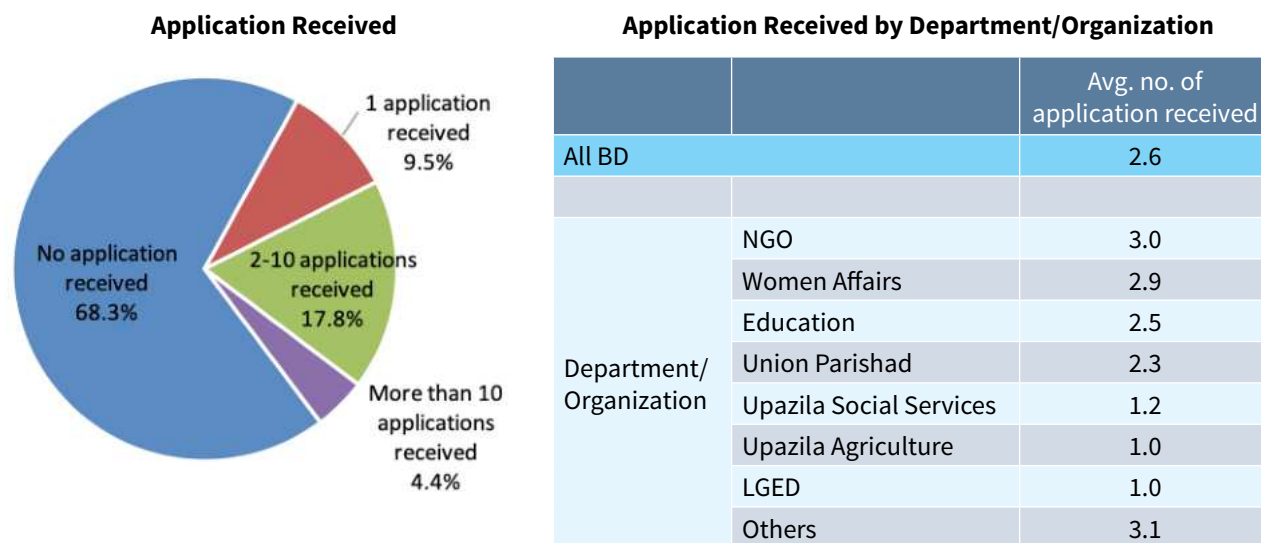 Application Received
1 application
received
9.5%
No application
received
68.3%
2-10 applications
received
17.8%
More than 10
applications
received
4.4%
Application Received by Department/Organization
Avg. no. of
application received
All BD 2.6
Department/
Organization
NGO 3.0
Women Affairs 2.9
Education 2.5
Union Parishad 2.3
Upazila Social Services 1.2
Upazila Agriculture 1.0
LGED 1.0
Others 3.1